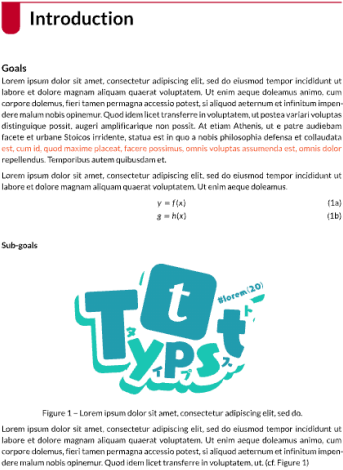 Introduction
Goals
Lorem ipsum dolor sit amet, consectetur adipiscing elit, sed do eiusmod tempor incididunt ut
labore et dolore magnam aliquam quaerat voluptatem. Ut enim aeque doleamus animo, cum
corpore dolemus, fieri tamen permagna accessio potest, si aliquod aeternum et infinitum impen-
dere malum nobis opinemur. Quod idem licet transferre in voluptatem, ut postea variari voluptas
distinguique possit, augeri amplificarique non possit. At etiam Athenis, ut e patre audiebam
facete et urbane Stoicos irridente, statua est in quo a nobis philosophia defensa et collaudata
est, cum id, quod maxime placeat, facere possimus, omnis voluptas assumenda est, omnis dolor
repellendus. Temporibus autem quibusdam et.
Lorem ipsum dolor sit amet, consectetur adipiscing elit, sed do eiusmod tempor incididunt ut
labore et dolore magnam aliquam quaerat voluptatem. Ut enim aeque doleamus.
y = f(x) (1a)
g = h(x) (1b)
Sub-goals
#lorem(20)
t
Typst
タイプスト
Figure 1 – Lorem ipsum dolor sit amet, consectetur adipiscing elit, sed do.
Lorem ipsum dolor sit amet, consectetur adipiscing elit, sed do eiusmod tempor incididunt ut
labore et dolore magnam aliquam quaerat voluptatem. Ut enim aeque doleamus animo, cum
corpore dolemus, fieri tamen permagna accessio potest, si aliquod aeternum et infinitum impen-
dere malum nobis opinemur. Quod idem licet transferre in voluptatem, ut. (cf. Figure 1)